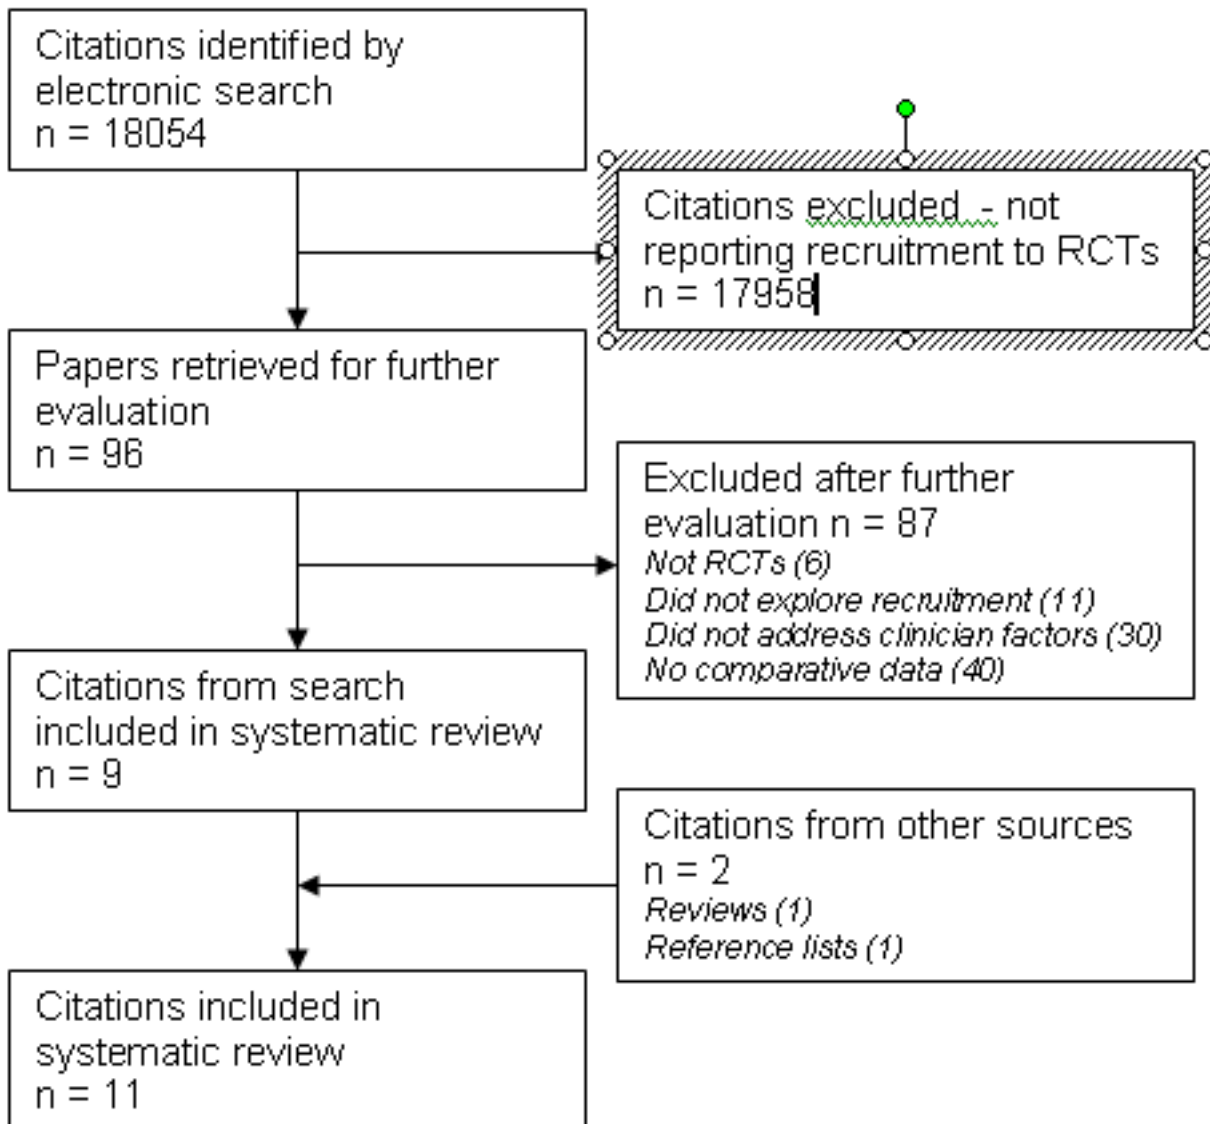 Citations identified by
electronic search
n = 18054
Citations excluded - not
reporting recruitment to RCTs
n = 17958
Papers retrieved for further
evaluation
n = 96
Excluded after further
evaluation n = 87
Not RCTs (6)
Did not explore recruitment (11)
Did not address clinician factors (30)
No comparative data (40)
Citations from search
included in systematic review
n = 9
Citations from other sources
n = 2
Reviews (1)
Reference lists (1)
Citations included in
systematic review
n = 11